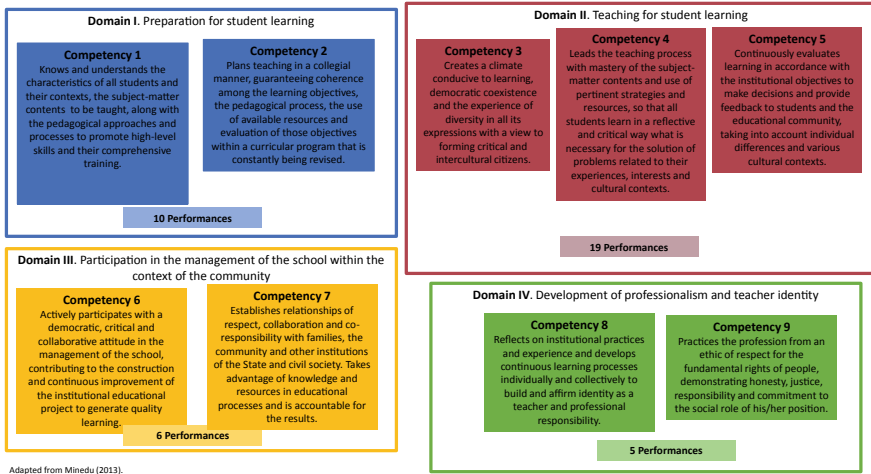 Domain I. Preparation for student learning
Competency 1
Knows and understands the
characteristics of all students and
their contexts, the subject-matter
contents to be taught, along with
the pedagogical approaches and
processes to promote high-level
skills and their comprehensive
training.
Competency 2
Plans teaching in a collegial
manner, guaranteeing coherence
among the learning objectives,
the pedagogical process, the use
of available resources and
evaluation of those objectives
within a curricular program that is
constantly being revised.
10 Performances
Domain II. Teaching for student learning
Competency 3
Creates a climate
conducive to learning,
democratic coexistence
and the experience of
diversity in all its
expressions with a view to
forming critical and
intercultural citizens.
Competency 4
Leads the teaching process
with mastery of the subject-
matter contents and use of
pertinent strategies and
resources, so that all
students learn in a reflective
and critical way what is
necessary for the solution of
problems related to their
experiences, interests and
cultural contexts.
Competency 5
Continuously evaluates
learning in accordance with
the institutional objectives to
make decisions and provide
feedback to students and the
educational community,
taking into account individual
differences and various
cultural contexts.
19 Performances
Domain III. Participation in the management of the school within the
context of the community
Competency 6
Actively participates with a
democratic, critical and
collaborative attitude in the
management of the school,
contributing to the construction
and continuous improvement of
the institutional educational
project to generate quality
learning.
Competency 7
Establishes relationships of
respect, collaboration and co-
responsibility with families, the
community and other institutions
of the State and civil society. Takes
advantage of knowledge and
resources in educational
processes and is accountable for
the results.
6 Performances
Domain IV. Development of professionalism and teacher identity
Competency 8
Reflects on institutional practices
and experience and develops
continuous learning processes
individually and collectively to
build and affirm identity as a
teacher and professional
responsibility.
Competency 9
Practices the profession from an
ethic of respect for the
fundamental rights of people,
demonstrating honesty, justice,
responsibility and commitment to
the social role of his/her position.
5 Performances
Adapted from Minedu (2013).